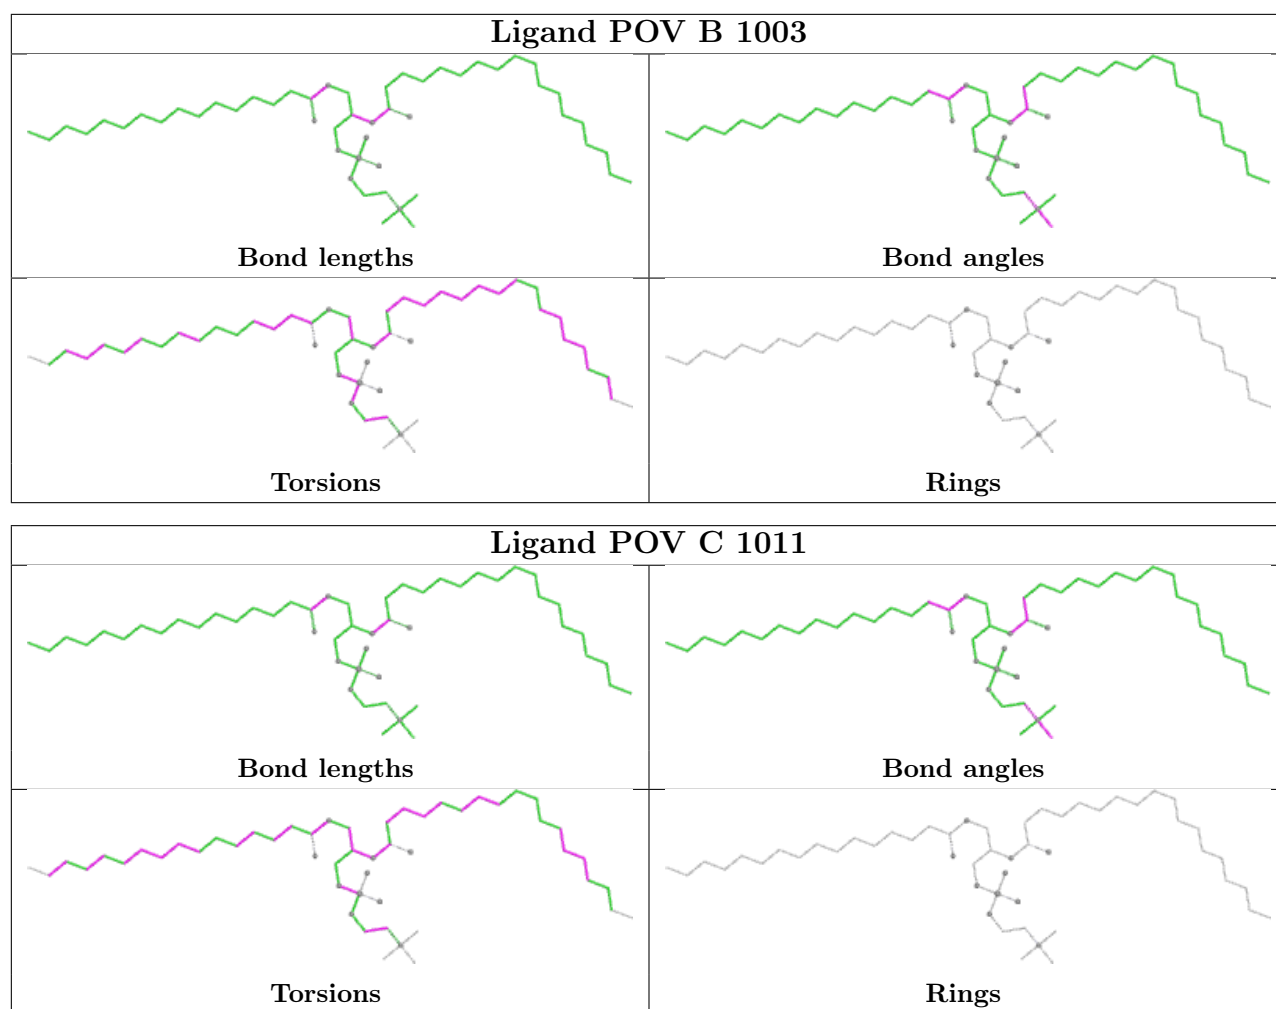 Ligand POV B 1003
Bond lengths
Bond angles
Torsions
Rings
Ligand POV C 1011
Bond lengths
Bond angles
Torsions
Rings